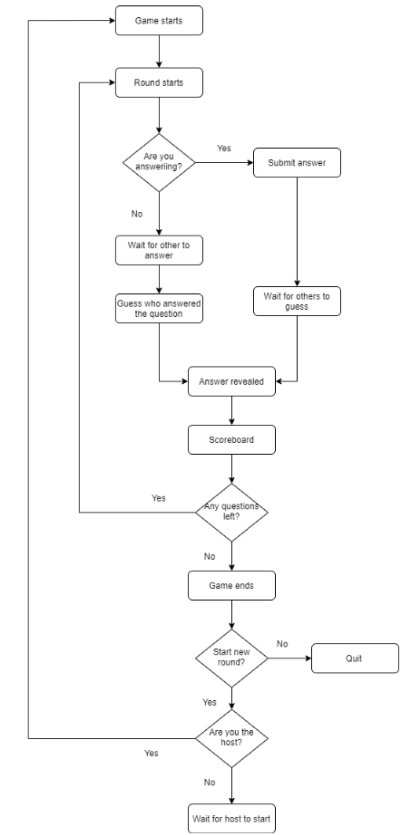 Game starts
Round starts
Are you
answerling?
Yes
Submit answer
No
Wait for other to
answer
Guess who answered
the question
Wait for others to
guess
Answer revealed
Scoreboard
Yes
Any questions
left?
No
Game ends
Start new
round?
No
Quit
Yes
Are you the
host?
Yes
No
Wait for host to start